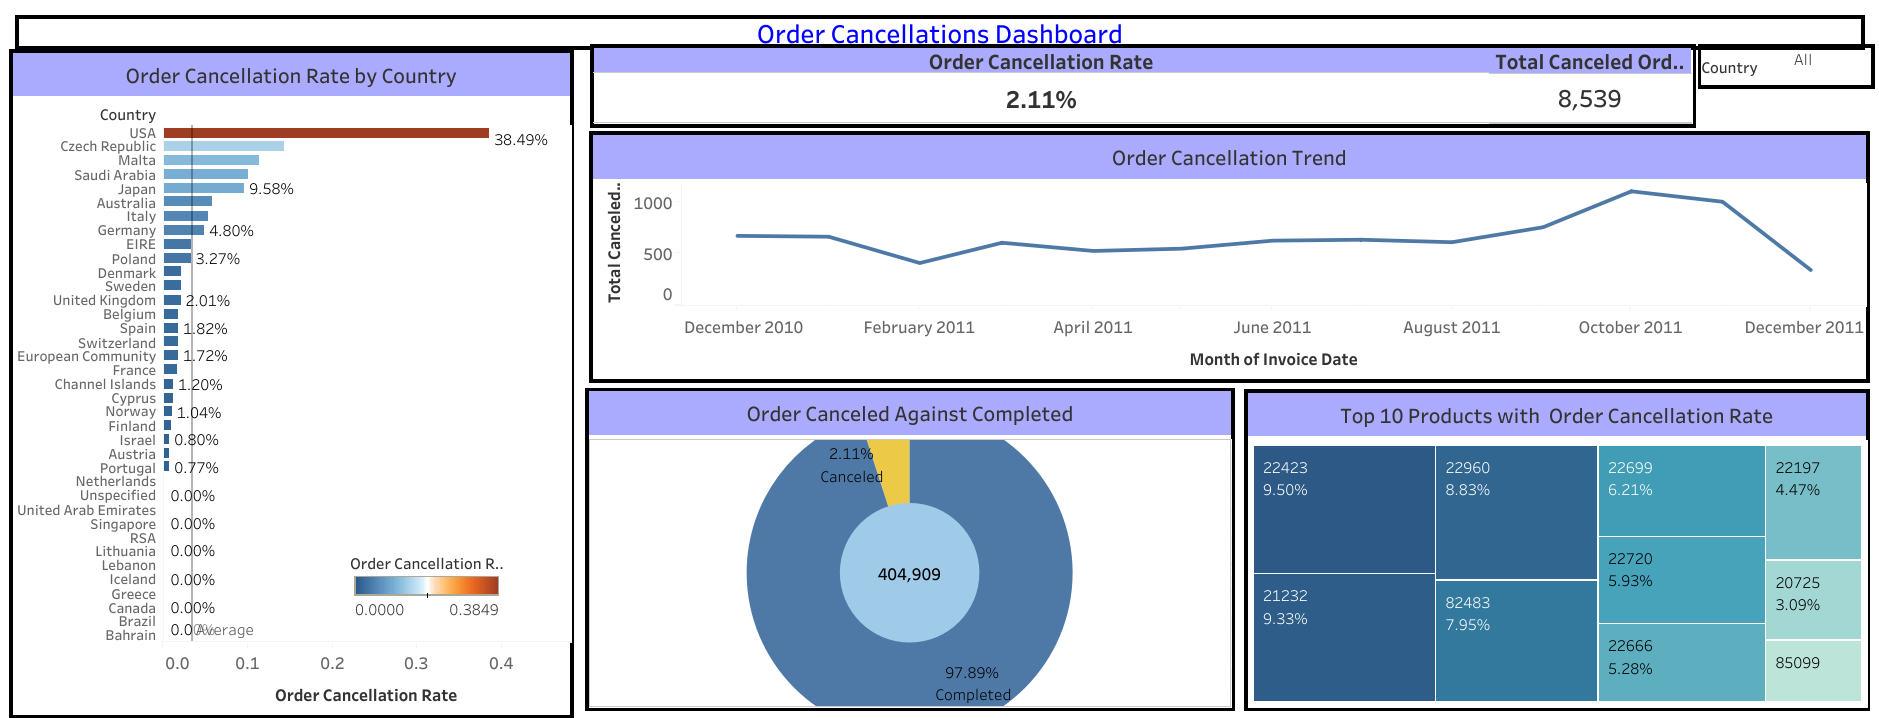 Order Cancellations Dashboard
Order Cancellation Rate by Country
Country
USA
38.49%
Czech Republic
Malta
Saudi Arabia
Japan
9.58%
Australia
Italy
Germany
4.80%
EIRE
Poland
3.27%
Denmark
Sweden
United Kingdom
2.01%
Belgium
Spain
1.82%
Switzerland
European Community
1.72%
France
Channel Islands
1.20%
Cyprus
Norway
1.04%
Finland
Israel
0.80%
Austria
Portugal
0.77%
Netherlands
Unspecified
0.00%
United Arab Emirates
Singapore
0.00%
RSA
Lithuania
0.00%
Lebanon
Iceland
0.00%
Greece
Canada
0.00%
Brazil
Bahrain
0.00%
Average
0.0
0.1
0.2
0.3
0.4
Order Cancellation Rate
Order Cancellation R..
0.0000
0.3849
Order Cancellation Rate
2.11%
Total Canceled Ord..
8,539
Country
All
Order Cancellation Trend
Total Canceled..
1000
500
0
December 2010
February 2011
April 2011
June 2011
August 2011
October 2011
December 2011
Month of Invoice Date
Order Canceled Against Completed
2.11%
Canceled
404,909
97.89%
Completed
Top 10 Products with Order Cancellation Rate
22423
9.50%
21232
9.33%
22960
8.83%
82483
7.95%
22699
6.21%
22720
5.93%
22666
5.28%
22197
4.47%
20725
3.09%
85099